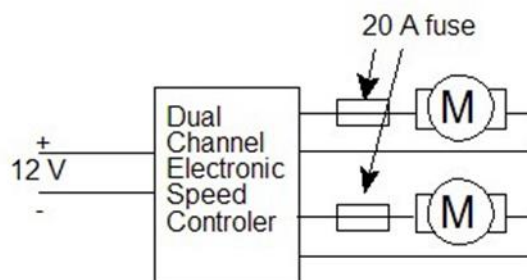 20 A fuse
M
Dual
Channel
Electronic
Speed
Controler
+
12 V
-
M